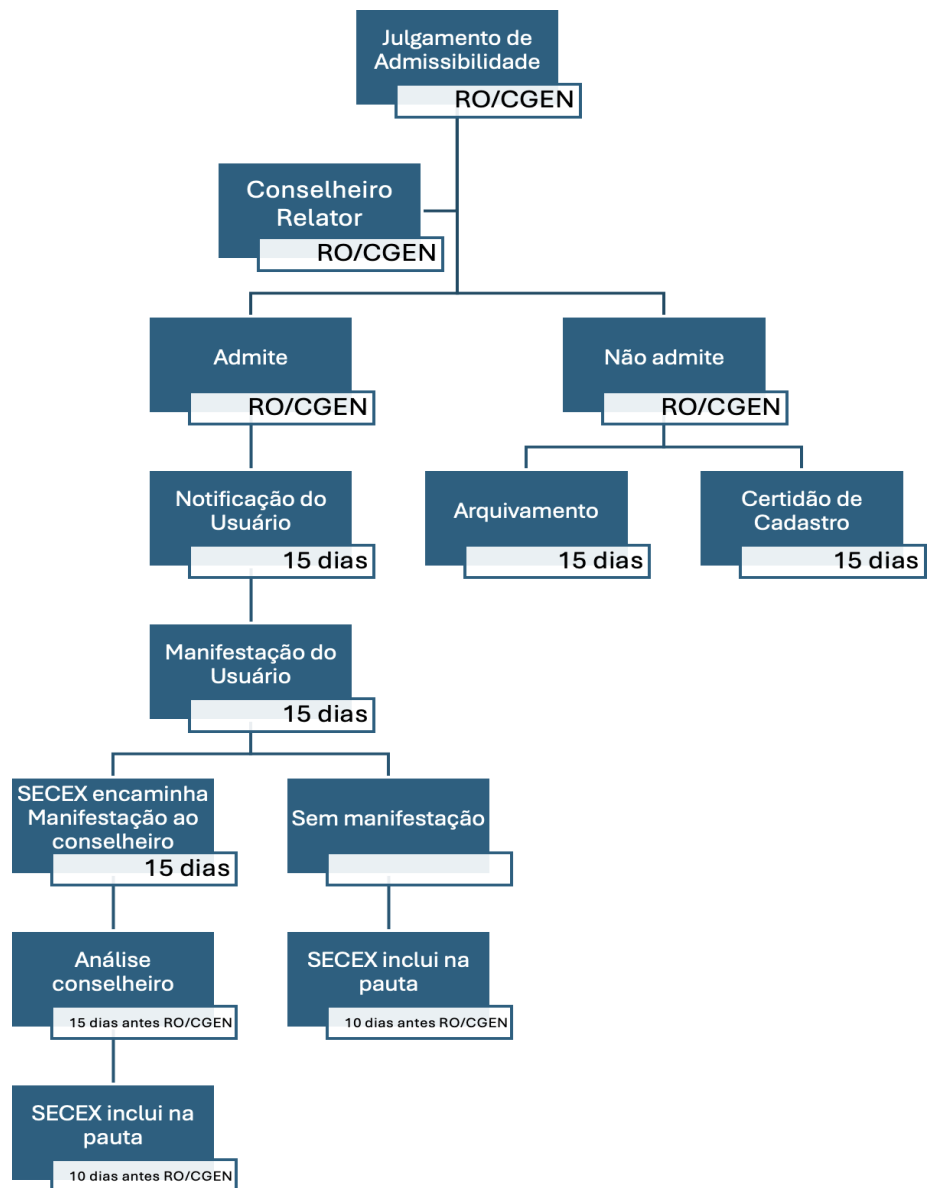 Julgamento de
Admissibilidade
RO/CGEN
Conselheiro
Relator
RO/CGEN
Admite
RO/CGEN
Não admite
RO/CGEN
Notificação do
Usuário
15 dias
Arquivamento
15 dias
Certidão de
Cadastro
15 dias
Manifestação do
Usuário
15 dias
SECEX encaminha
Manifestação ao
conselheiro
15 dias
Sem manifestação
Análise
conselheiro
15 dias antes RO/CGEN
SECEX inclui na
pauta
10 dias antes RO/CGEN
SECEX inclui na
pauta
10 dias antes RO/CGEN